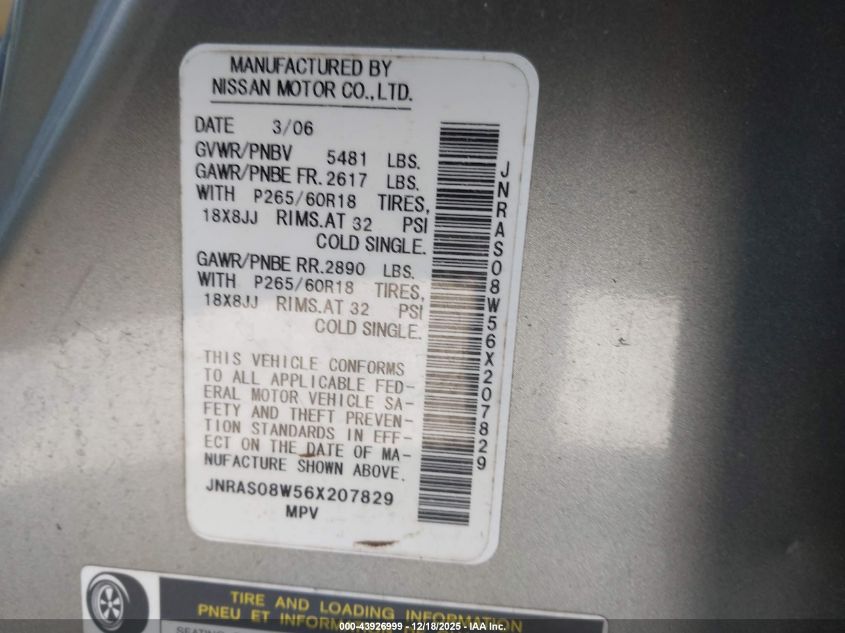 MANUFACTURED BY
NISSAN MOTOR CO.,LTD.
DATE 3/06
GVWR/PNBV 5481 LBS.
GAWR/PNBE FR. 2617 LBS.
WITH P265/60R18 TIRES,
18X8JJ RIMS.AT 32 PSI
COLD SINGLE.
GAWR/PNBE RR. 2890 LBS.
WITH P265/60R18 TIRES,
18X8JJ RIMS.AT 32 PSI
COLD SINGLE.
THIS VEHICLE CONFORMS
TO ALL APPLICABLE FED-
ERAL MOTOR VEHICLE SA-
FETY AND THEFT PREVEN-
TION STANDARDS IN EFF-
ECT ON THE DATE OF MA-
NUFACTURE SHOWN ABOVE.
JNRAS08W56X207829
MPV
JNRAS08W56X207829
TIRE AND LOADING INFORMATION
PNEU ET
000-43926999 - 12/18/2025 - IAA Inc.